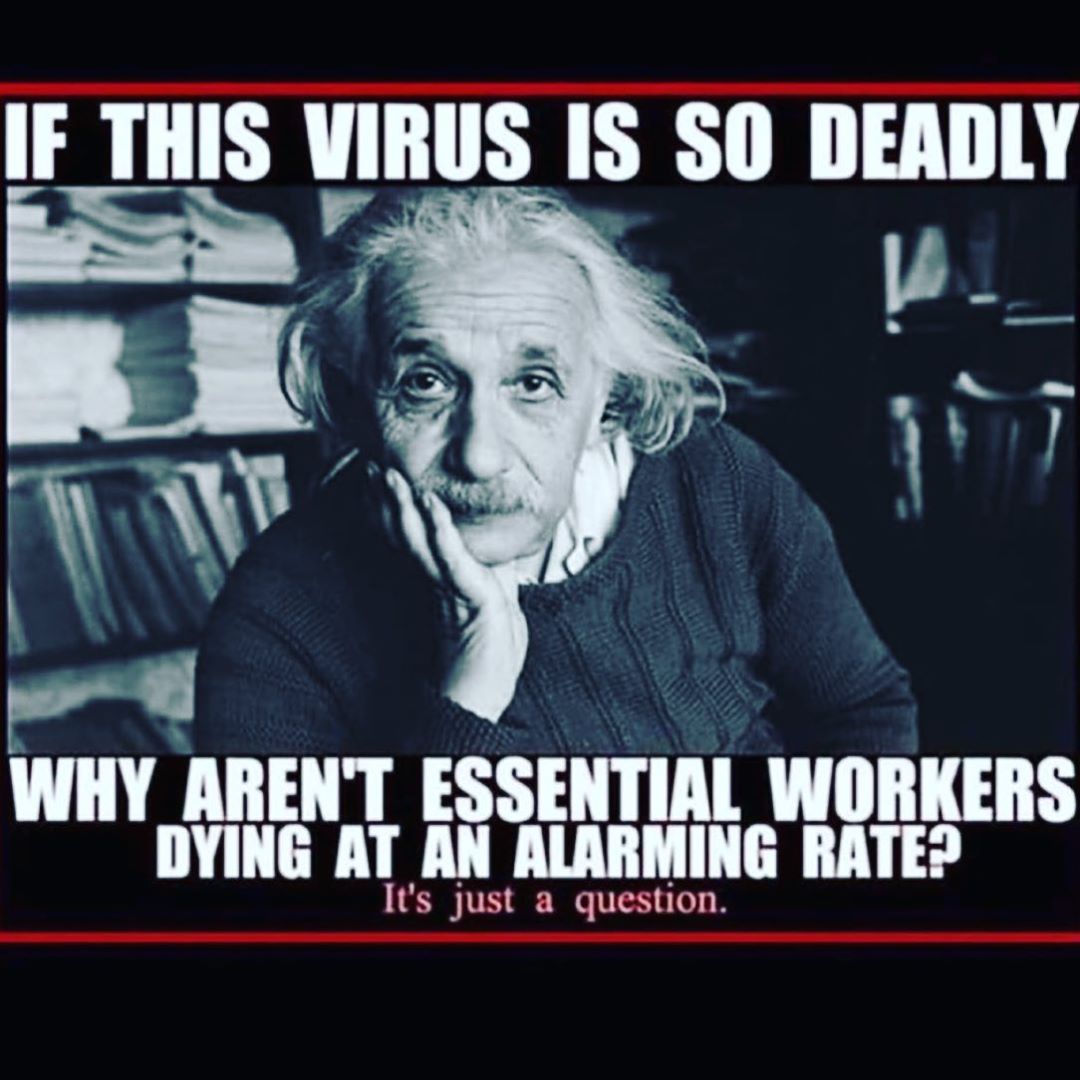 IF THIS VIRUS IS SO DEADLY
WHY AREN'T ESSENTIAL WORKERS
DYING AT AN ALARMING RATE?
It's just a question.